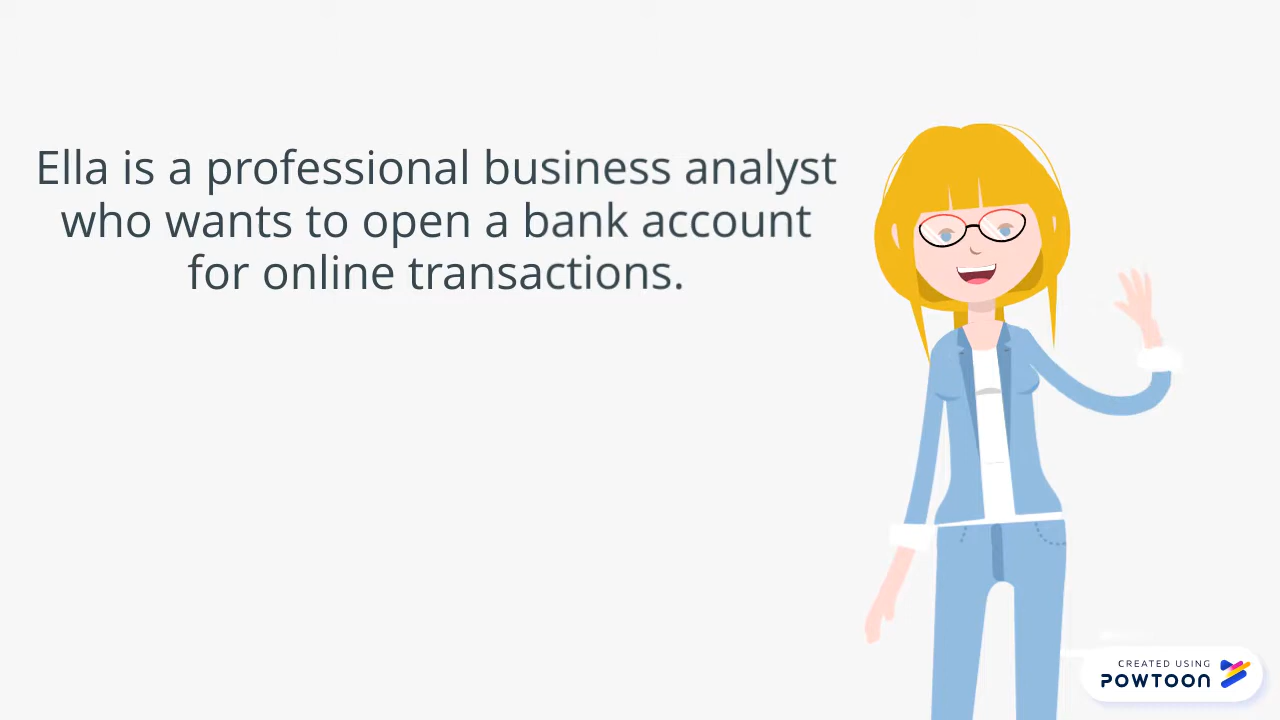 Ella is a professional business analyst
who wants to open a bank account
for online transactions.
CREATED USING
POWTOON